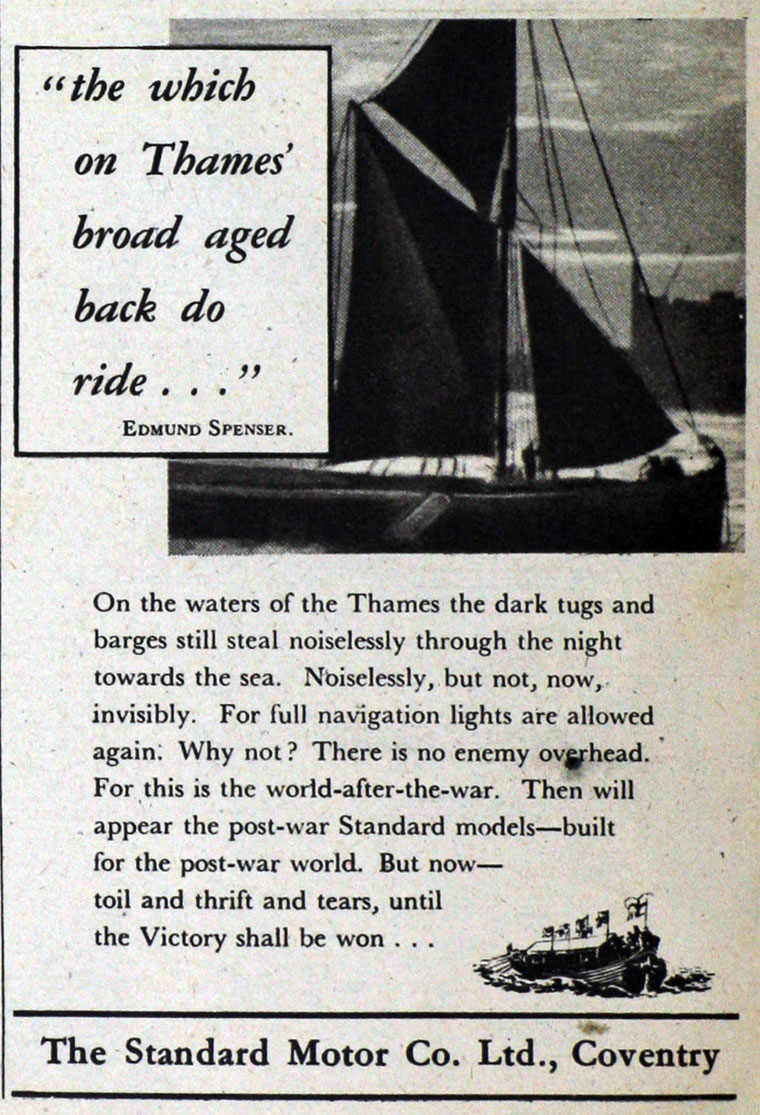 “the which
on Thames’
broad aged
back do
ride . . .”
EDMUND SPENSER.
On the waters of the Thames the dark tugs and
barges still steal noiselessly through the night
towards the sea. Noiselessly, but not, now,
invisibly. For full navigation lights are allowed
again. Why not? There is no enemy overhead.
For this is the world-after-the-war. Then will
appear the post-war Standard models—built
for the post-war world. But now—
toil and thrift and tears, until
the Victory shall be won . . .
The Standard Motor Co. Ltd., Coventry